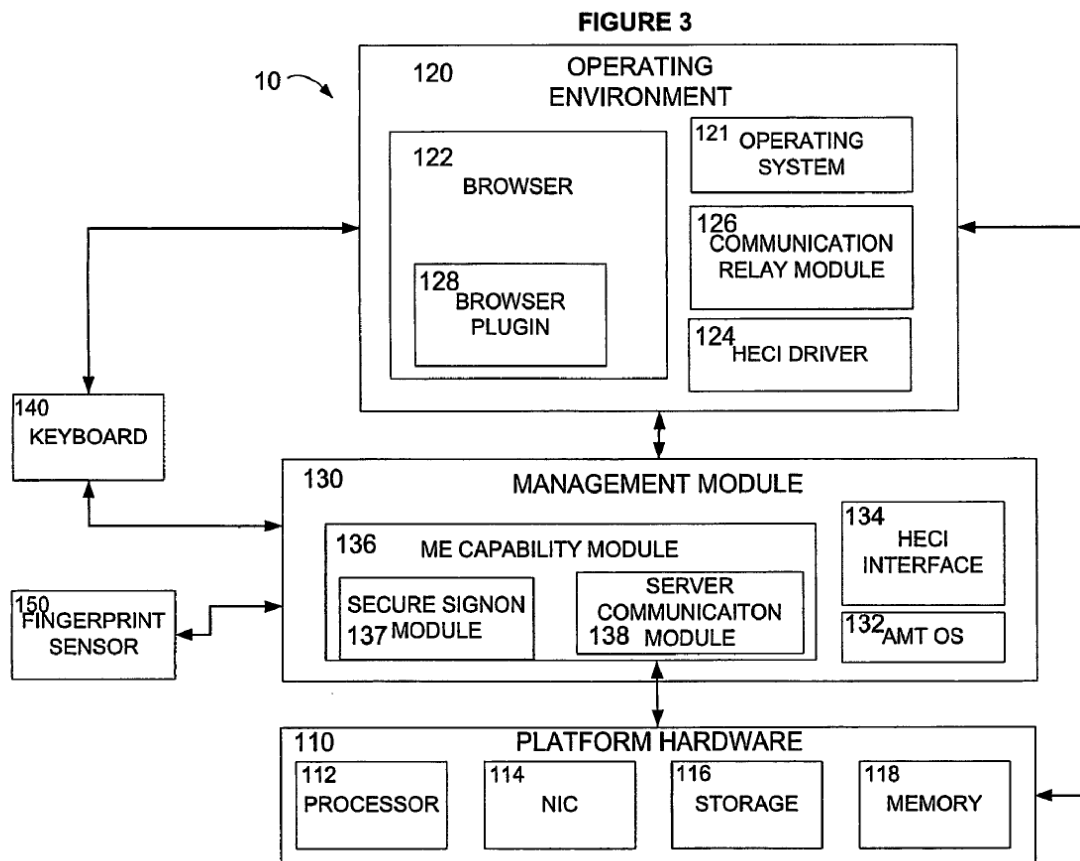 FIGURE 3
10
120
OPERATING
ENVIRONMENT
122
BROWSER
128
BROWSER
PLUGIN
121
OPERATING
SYSTEM
126
COMMUNICATION
RELAY MODULE
124
HECI DRIVER
140
KEYBOARD
150
FINGERPRINT
SENSOR
130
MANAGEMENT MODULE
136
ME CAPABILITY MODULE
SECURE SIGNON
MODULE
137
SERVER
COMMUNICAITON
MODULE
138
134
HECI
INTERFACE
132
AMT OS
110
PLATFORM HARDWARE
112
PROCESSOR
114
NIC
116
STORAGE
118
MEMORY